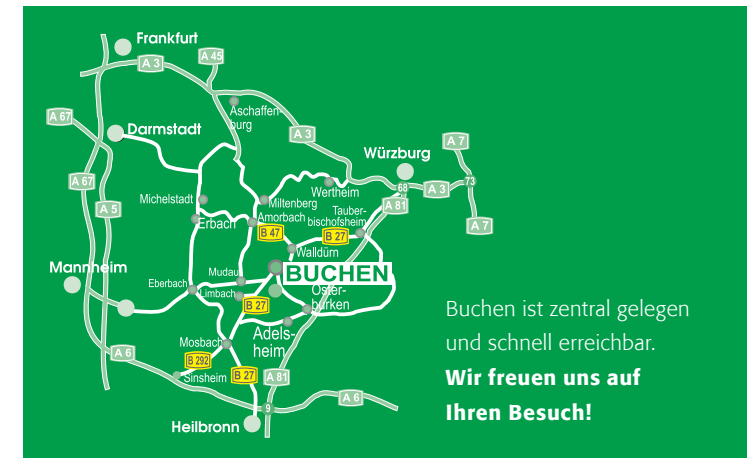 Frankfurt
A 45
A 3
Aschaffen-
burg
A 67
Darmstadt
A 3
A 7
Würzburg
A 67
Wertheim
68
A 3
73
Michelstadt
Miltenberg
A 5
Tauber-
bischofsheim
A 81
Erbach
Amorbach
A 7
B 47
B 27
Walldürn
Mannheim
Mudau
BUCHEN
Eberbach
Limbach
Oster-
burken
B 27
Adels-
heim
Mosbach
A 6
B 292
Sinsheim
B 27
A 81
A 6
9
Heilbronn
Buchen ist zentral gelegen
und schnell erreichbar.
Wir freuen uns auf
Ihren Besuch!